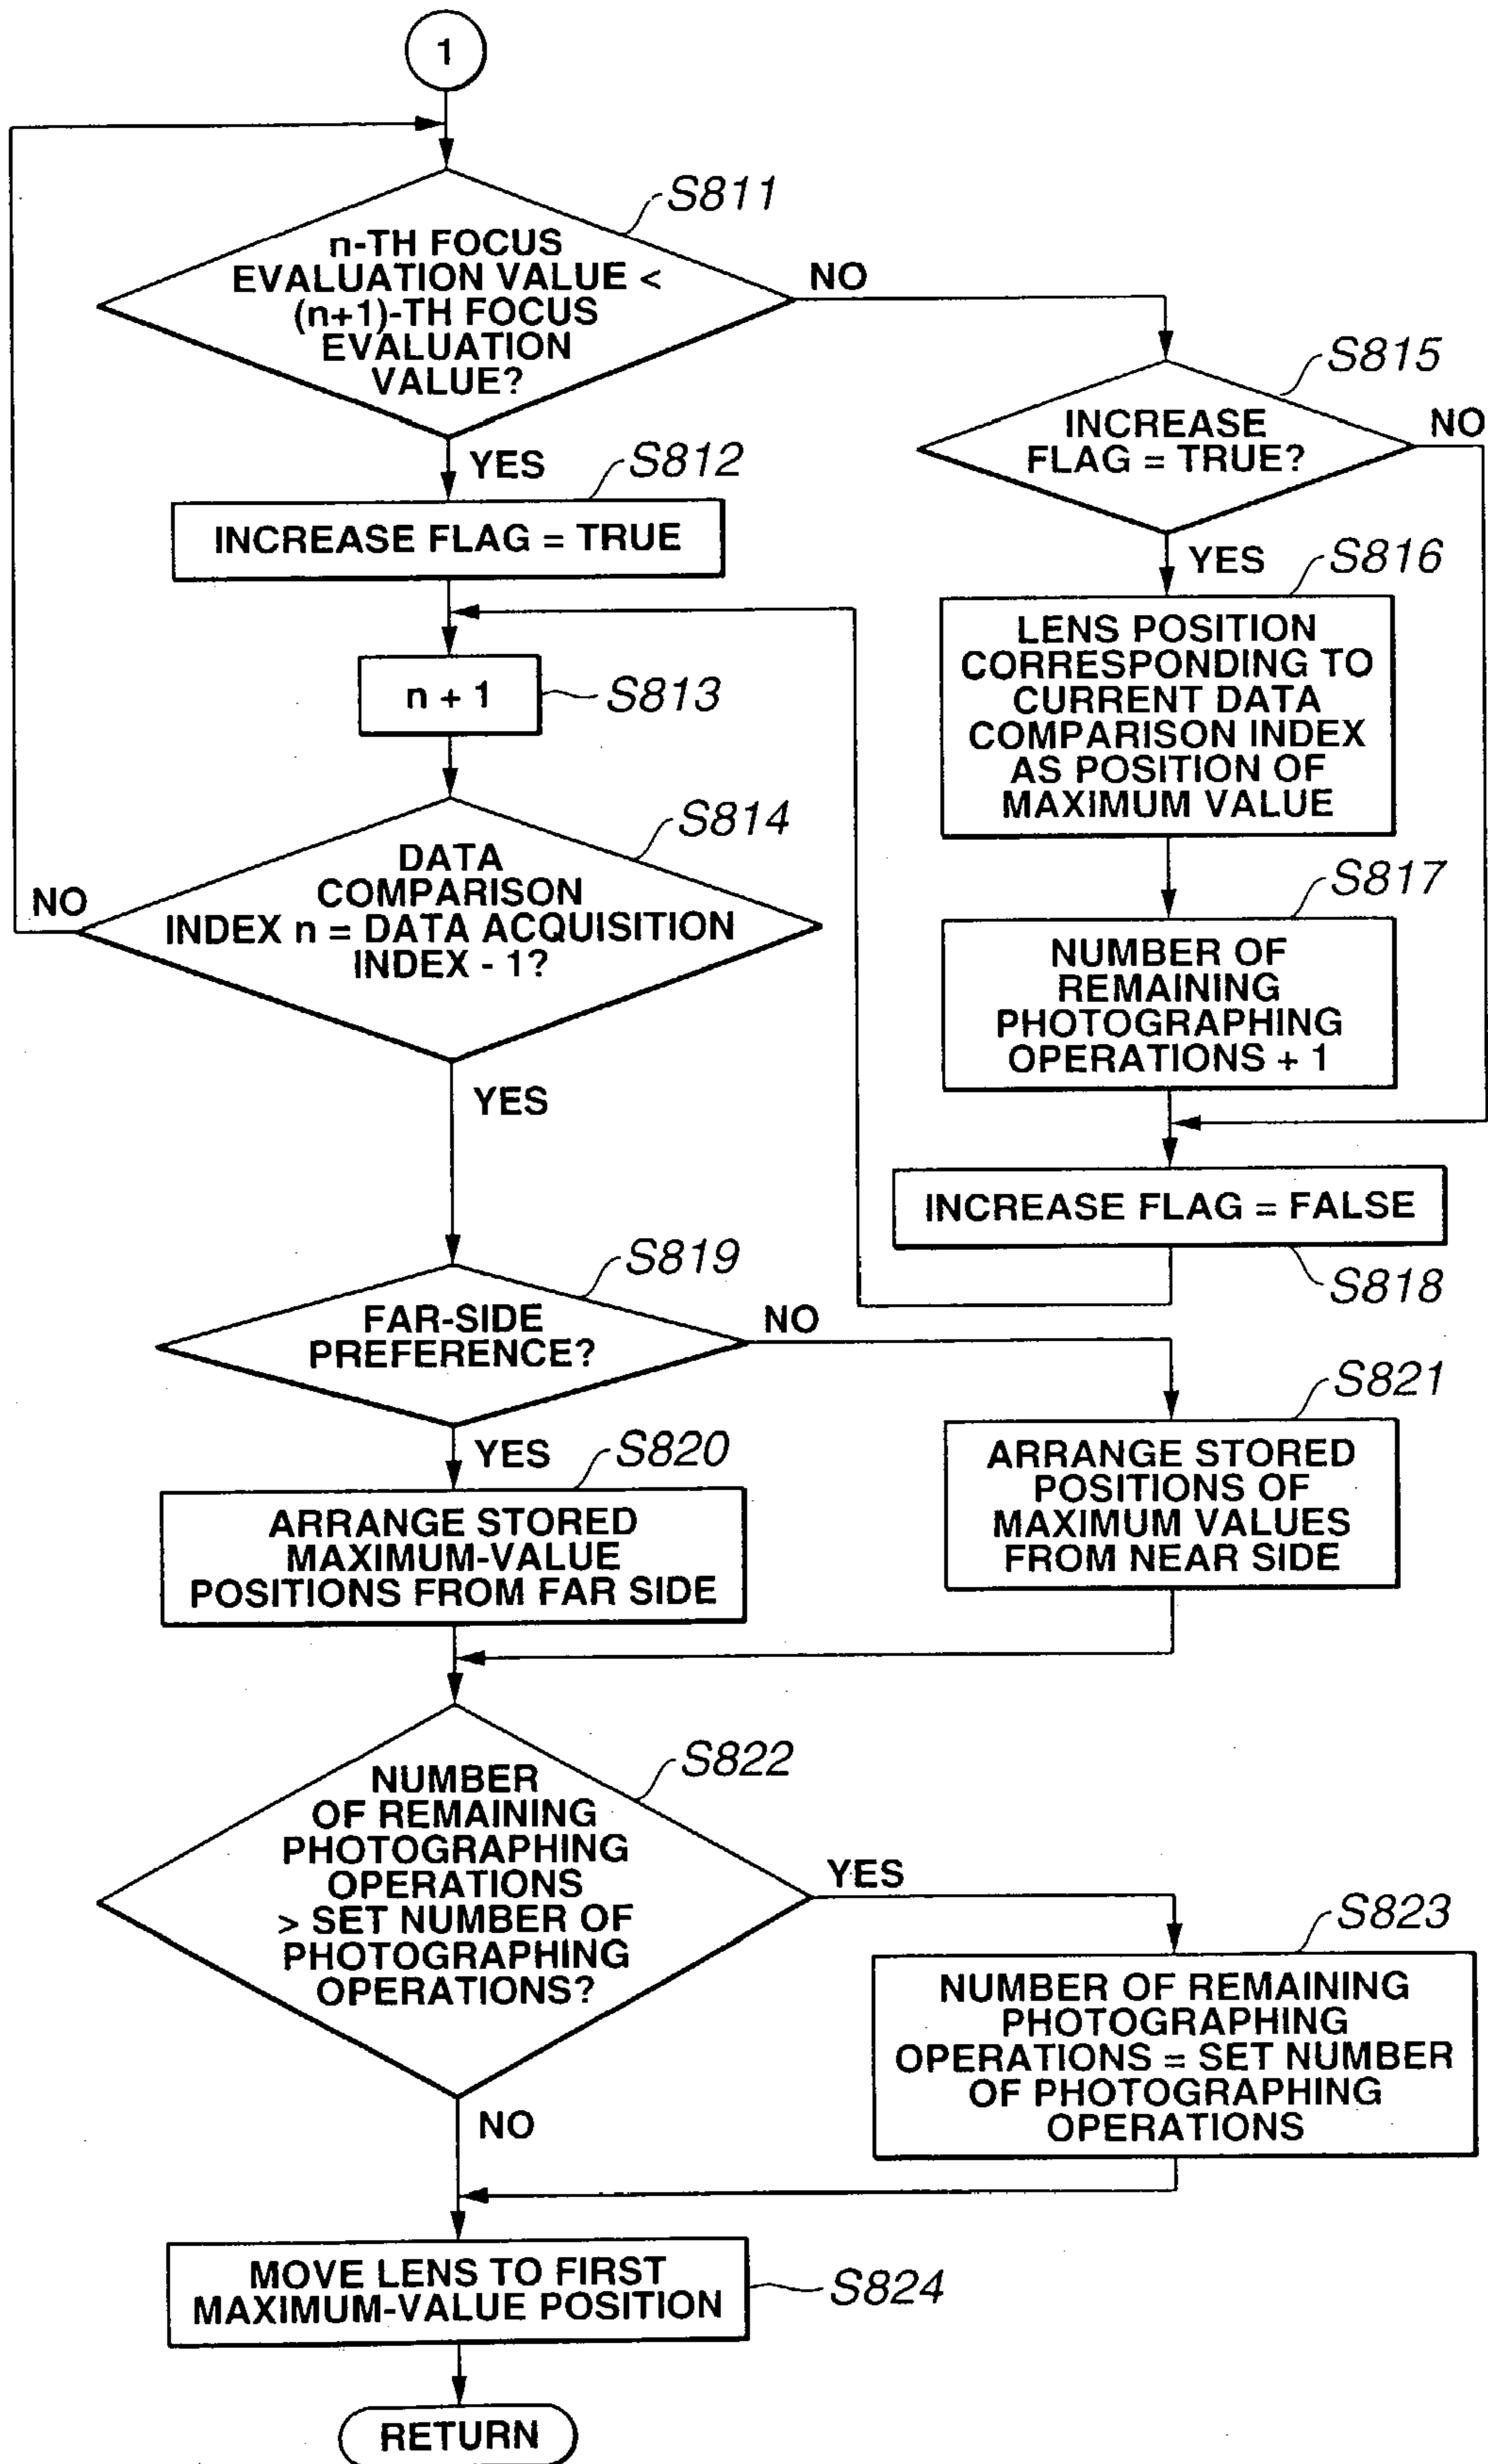 1
S811
n-TH FOCUS
EVALUATION VALUE <
(n+1)-TH FOCUS
EVALUATION
VALUE?
NO
YES
S812
INCREASE FLAG = TRUE
n + 1
S813
S814
DATA
COMPARISON
INDEX n = DATA ACQUISITION
INDEX - 1?
NO
YES
S815
INCREASE
FLAG = TRUE?
NO
YES
S816
LENS POSITION
CORRESPONDING TO
CURRENT DATA
COMPARISON INDEX
AS POSITION OF
MAXIMUM VALUE
S817
NUMBER OF
REMAINING
PHOTOGRAPHING
OPERATIONS + 1
INCREASE FLAG = FALSE
S818
S819
FAR-SIDE
PREFERENCE?
NO
YES
S820
ARRANGE STORED
MAXIMUM-VALUE
POSITIONS FROM FAR SIDE
S821
ARRANGE STORED
POSITIONS OF
MAXIMUM VALUES
FROM NEAR SIDE
S822
NUMBER
OF REMAINING
PHOTOGRAPHING
OPERATIONS
> SET NUMBER OF
PHOTOGRAPHING
OPERATIONS?
YES
NO
S823
NUMBER OF REMAINING
PHOTOGRAPHING
OPERATIONS = SET NUMBER
OF PHOTOGRAPHING
OPERATIONS
MOVE LENS TO FIRST
MAXIMUM-VALUE POSITION
S824
RETURN